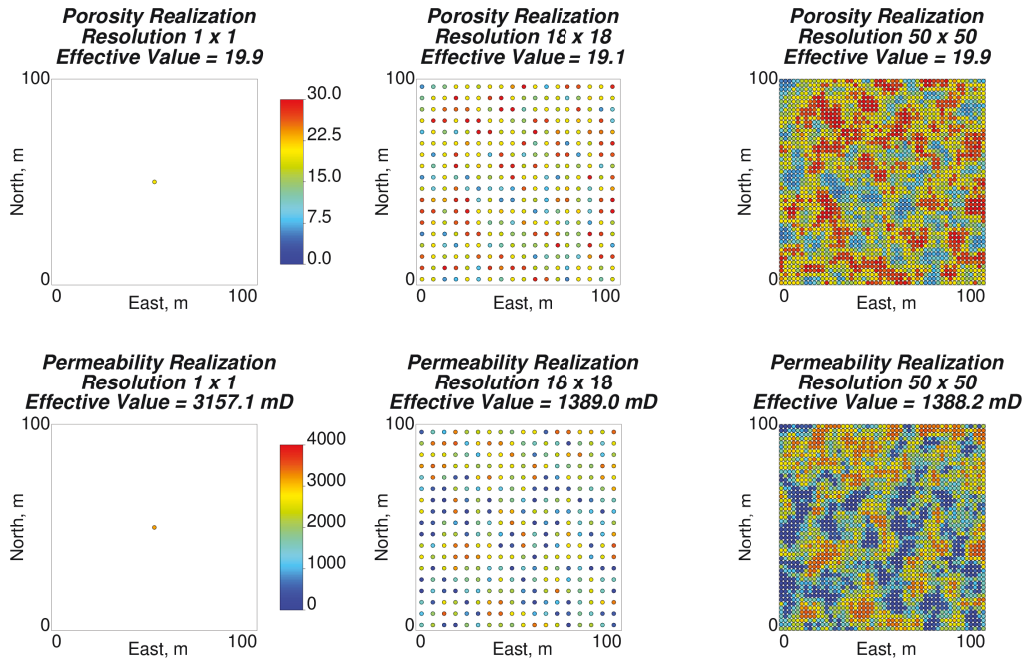 Porosity Realization
Resolution 1 x 1
Effective Value = 19.9
100
0
0
100
East, m
North, m
30.0
22.5
15.0
7.5
0.0
Porosity Realization
Resolution 18 x 18
Effective Value = 19.1
100
0
0
100
East, m
North, m
Porosity Realization
Resolution 50 x 50
Effective Value = 19.9
100
0
0
100
East, m
North, m
Permeability Realization
Resolution 1 x 1
Effective Value = 3157.1 mD
100
0
0
100
East, m
North, m
4000
3000
2000
1000
0
Permeability Realization
Resolution 18 x 18
Effective Value = 1389.0 mD
100
0
0
100
East, m
North, m
Permeability Realization
Resolution 50 x 50
Effective Value = 1388.2 mD
100
0
0
100
East, m
North, m